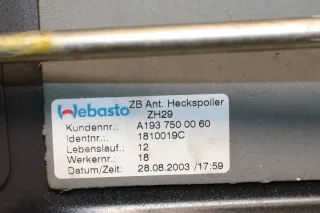 Webasto ZB Ant. Heckspoiler
ZH29
Kundennr.: A193 750 00 60
Identnr.: 1810019C
Lebenslauf.: 12
Werkernr.: 18
Datum/Zeit: 28.08.2003 /17:59